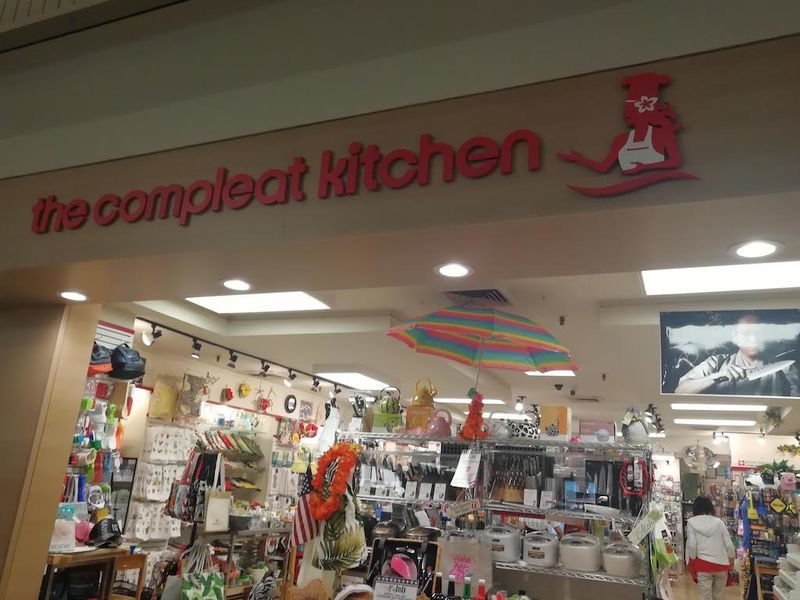 the compleat kitchen